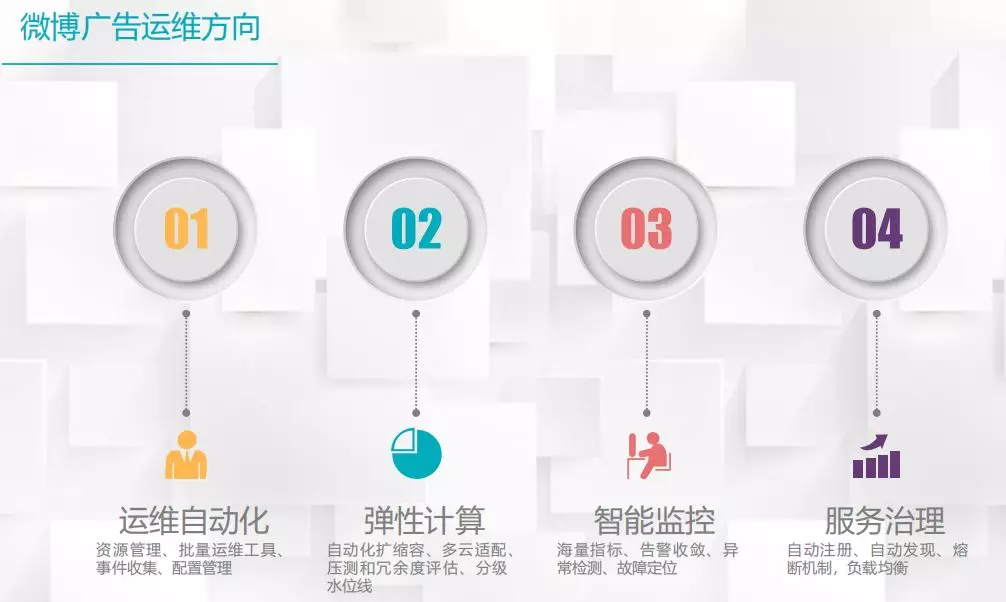 微博广告运维方向
01
02
03
04
运维自动化
资源管理、批量运维工具、
事件收集、配置管理
弹性计算
自动化扩缩容、多云适配、
压测和冗余度评估、分级
水位线
智能监控
海量指标、告警收敛、异
常检测、故障定位
服务治理
自动注册、自动发现、熔
断机制，负载均衡